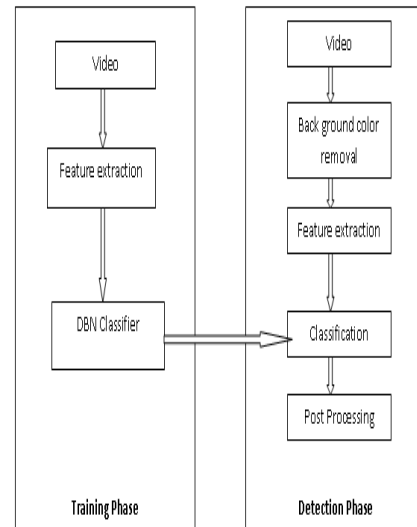 Video
Feature extraction
DBN Classifier
Training Phase
Video
Back ground color
removal
Feature extraction
Classification
Post Processing
Detection Phase